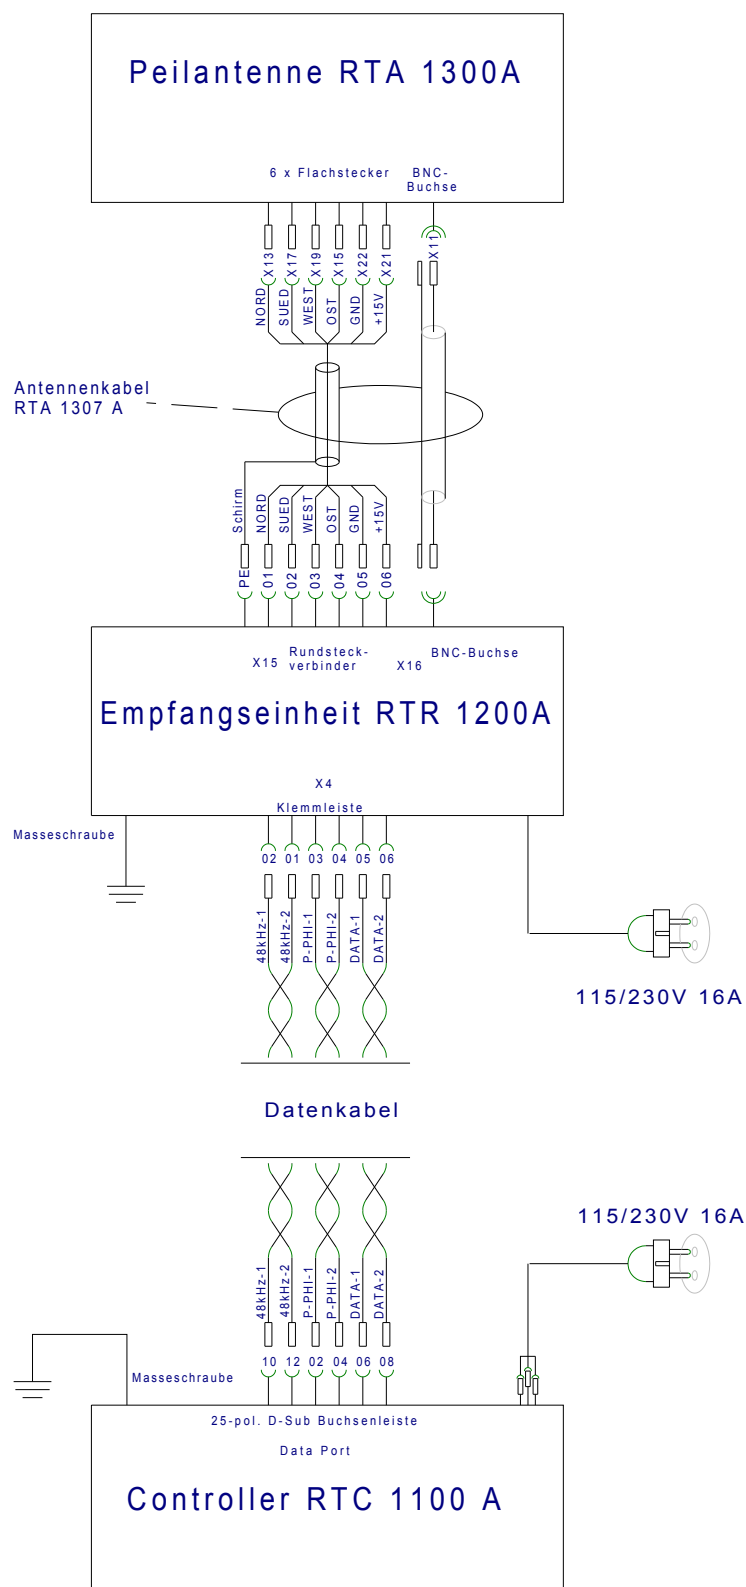 Peilantenne RTA 1300A
6 x Flachstecker
BNC-
Buchse
X13
X17
X19
X15
X22
X21
X11
NORD
SUED
WEST
OST
GND
+15V
Antennenkabel
RTA 1307 A
Schirm
NORD
SUED
WEST
OST
GND
+15V
PE
01
02
03
04
05
06
X15
Rundsteck-
verbinder
X16
BNC-Buchse
Empfangseinheit RTR 1200A
X4
Klemmleiste
Masseschraube
02
01
03
04
05
06
48kHz-1
48kHz-2
P-PHI-1
P-PHI-2
DATA-1
DATA-2
115/230V 16A
Datenkabel
115/230V 16A
48kHz-1
48kHz-2
P-PHI-1
P-PHI-2
DATA-1
DATA-2
10
12
02
04
06
08
Masseschraube
25-pol. D-Sub Buchsenleiste
Data Port
Controller RTC 1100 A